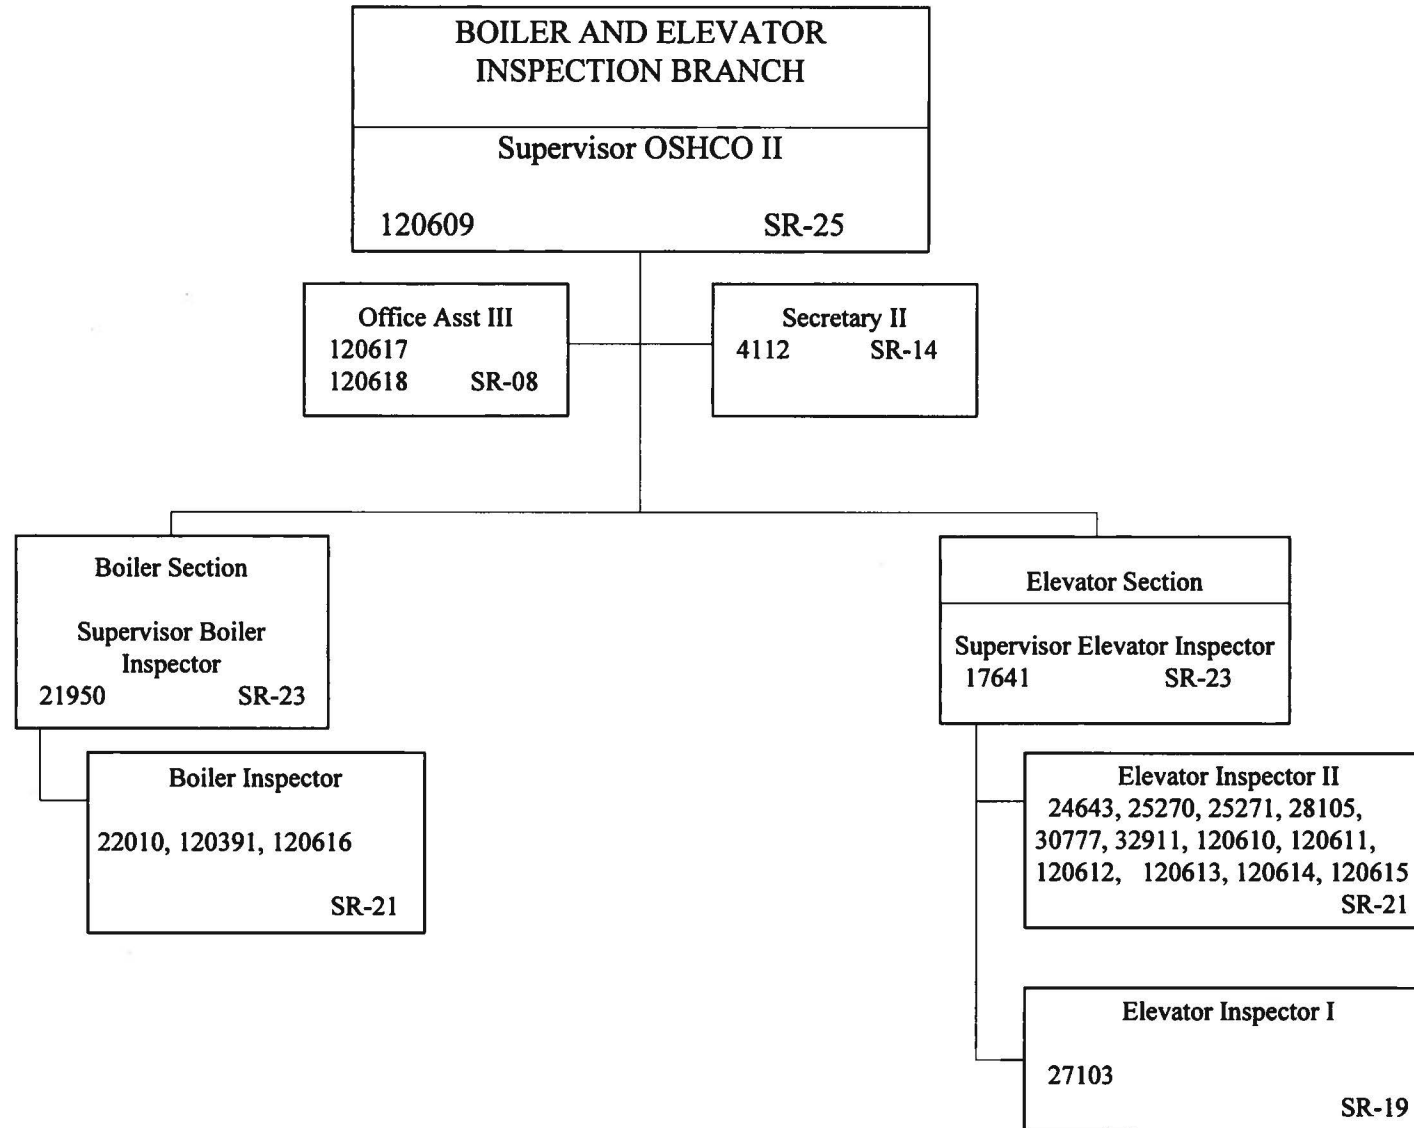 BOILER AND ELEVATOR
INSPECTION BRANCH
Supervisor OSHCO II
120609 SR-25
Office Asst III
120617
120618 SR-08
Secretary II
4112 SR-14
Boiler Section
Supervisor Boiler
Inspector
21950 SR-23
Boiler Inspector
22010, 120391, 120616
SR-21
Elevator Section
Supervisor Elevator Inspector
17641 SR-23
Elevator Inspector II
24643, 25270, 25271, 28105,
30777, 32911, 120610, 120611,
120612, 120613, 120614, 120615
SR-21
Elevator Inspector I
27103
SR-19